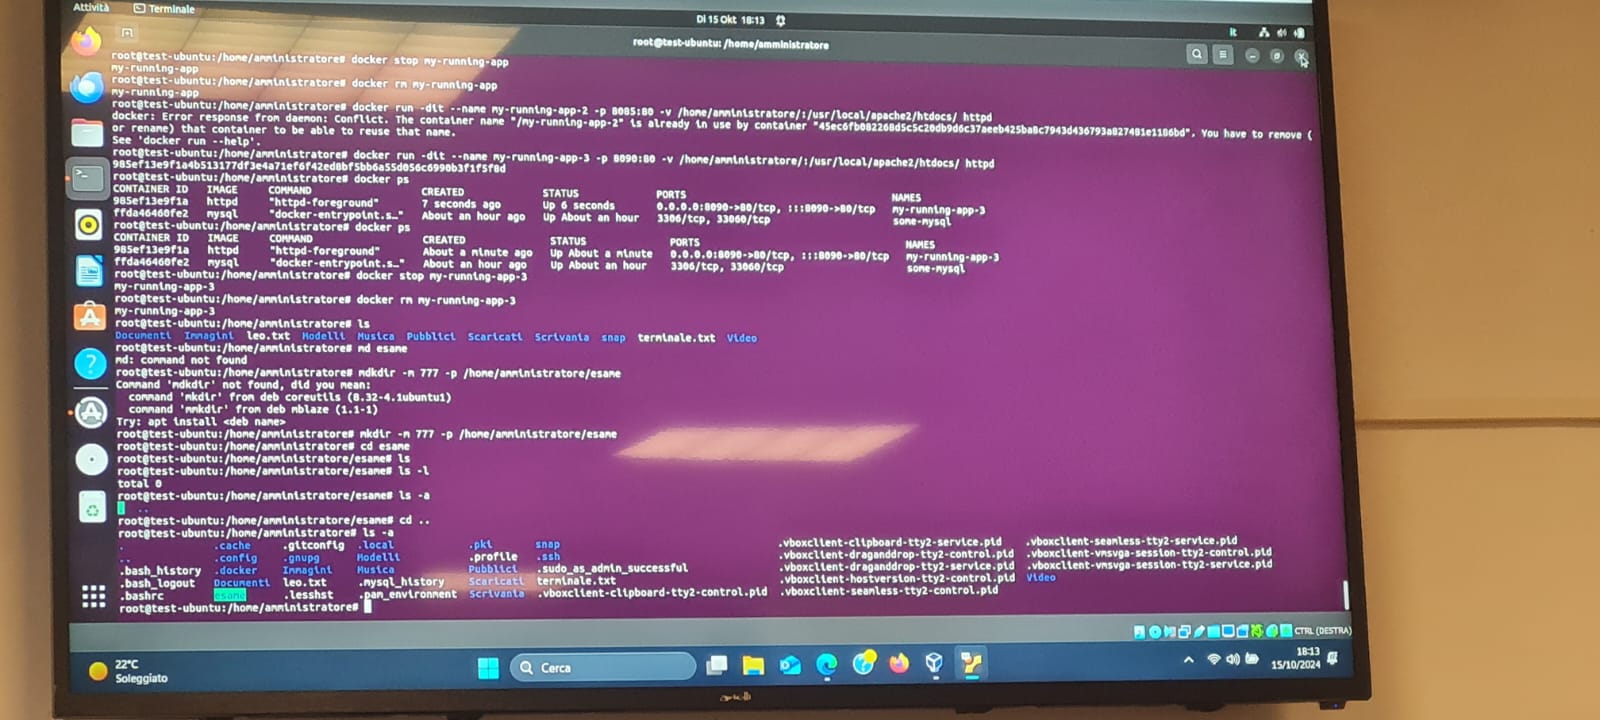 Attività Terminale
Di 15 Okt 18:13
it
root@test-ubuntu: /home/amministratore
root@test-ubuntu:/home/amministratore# docker stop my-running-app
my-running-app
root@test-ubuntu:/home/amministratore# docker rm my-running-app
my-running-app
root@test-ubuntu:/home/amministratore# docker run -dit --name my-running-app-2 -p 8085:80 -v /home/amministratore/:/usr/local/apache2/htdocs/ httpd
docker: Error response from daemon: Conflict. The container name "/my-running-app-2" is already in use by container "45ec6fb082268d5c5c20db9d6c37aeeb425ba8c7943d436793a827481e1186bd". You have to remove (
or rename) that container to be able to reuse that name.
See 'docker run --help'.
root@test-ubuntu:/home/amministratore# docker run -dit --name my-running-app-3 -p 8090:80 -v /home/amministratore/:/usr/local/apache2/htdocs/ httpd
985ef13e9f1a4b513177df3e4a71ef6f42ed8bf5bb6a55d056c6990b3f1f5f8d
root@test-ubuntu:/home/amministratore# docker ps
CONTAINER ID IMAGE COMMAND CREATED STATUS PORTS NAMES
985ef13e9f1a httpd "httpd-foreground" 7 seconds ago Up 6 seconds 0.0.0.0:8090->80/tcp, :::8090->80/tcp my-running-app-3
ffda46460fe2 mysql "docker-entrypoint.s…" About an hour ago Up About an hour 3306/tcp, 33060/tcp some-mysql
root@test-ubuntu:/home/amministratore# docker ps
CONTAINER ID IMAGE COMMAND CREATED STATUS PORTS NAMES
985ef13e9f1a httpd "httpd-foreground" About a minute ago Up About a minute 0.0.0.0:8090->80/tcp, :::8090->80/tcp my-running-app-3
ffda46460fe2 mysql "docker-entrypoint.s…" About an hour ago Up About an hour 3306/tcp, 33060/tcp some-mysql
root@test-ubuntu:/home/amministratore# docker stop my-running-app-3
my-running-app-3
root@test-ubuntu:/home/amministratore# docker rm my-running-app-3
my-running-app-3
root@test-ubuntu:/home/amministratore# ls
Documenti Immagini leo.txt Modelli Musica Pubblici Scaricati Scrivania snap terminale.txt Video
root@test-ubuntu:/home/amministratore# md esame
md: command not found
root@test-ubuntu:/home/amministratore# mdkdir -m 777 -p /home/amministratore/esame
Command 'mdkdir' not found, did you mean:
command 'mkdir' from deb coreutils (8.32-4.1ubuntu1)
command 'mmkdir' from deb mblaze (1.1-1)
Try: apt install <deb name>
root@test-ubuntu:/home/amministratore# mkdir -m 777 -p /home/amministratore/esame
root@test-ubuntu:/home/amministratore# cd esame
root@test-ubuntu:/home/amministratore/esame# ls
root@test-ubuntu:/home/amministratore/esame# ls -l
total 0
root@test-ubuntu:/home/amministratore/esame# ls -a
. ..
root@test-ubuntu:/home/amministratore/esame# cd ..
root@test-ubuntu:/home/amministratore# ls -a
. .cache .gitconfig .local .pki snap .vboxclient-clipboard-tty2-service.pid .vboxclient-seamless-tty2-service.pid
.. .config .gnupg Modelli .profile .ssh .vboxclient-draganddrop-tty2-control.pid .vboxclient-vmsvga-session-tty2-control.pid
.bash_history .docker Immagini Musica Pubblici .sudo_as_admin_successful .vboxclient-draganddrop-tty2-service.pid .vboxclient-vmsvga-session-tty2-service.pid
.bash_logout Documenti leo.txt .mysql_history Scaricati terminale.txt .vboxclient-hostversion-tty2-control.pid Video
.bashrc esame .lesshst .pam_environment Scrivania .vboxclient-clipboard-tty2-control.pid .vboxclient-seamless-tty2-control.pid
root@test-ubuntu:/home/amministratore#
CTRL (DESTRA)
22°C
Soleggiato
Cerca
18:13
15/10/2024